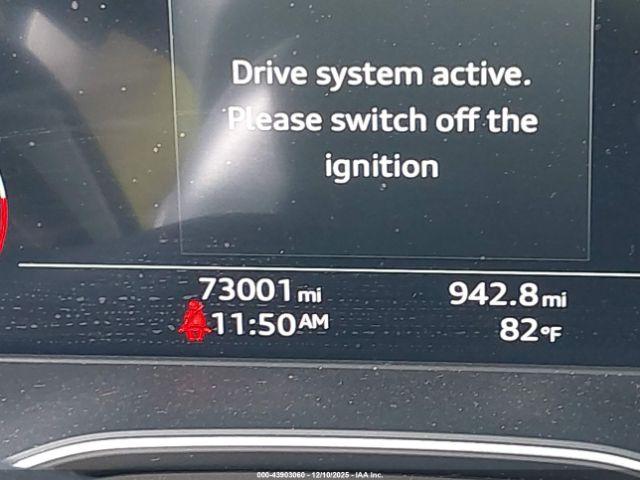 Drive system active.
Please switch off the
ignition
73001 mi 942.8 mi
11:50 AM 82°F
000-43903060 - 12/10/2025 - IAA Inc.